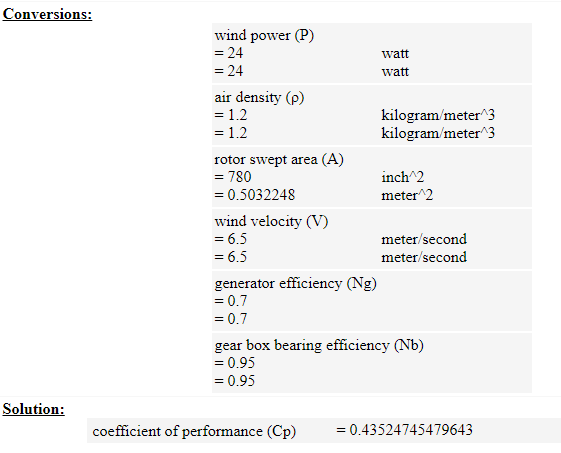 Conversions:
wind power (P)
= 24 watt
= 24 watt
air density (ρ)
= 1.2 kilogram/meter^3
= 1.2 kilogram/meter^3
rotor swept area (A)
= 780 inch^2
= 0.5032248 meter^2
wind velocity (V)
= 6.5 meter/second
= 6.5 meter/second
generator efficiency (Ng)
= 0.7
= 0.7
gear box bearing efficiency (Nb)
= 0.95
= 0.95
Solution:
coefficient of performance (Cp) = 0.43524745479643